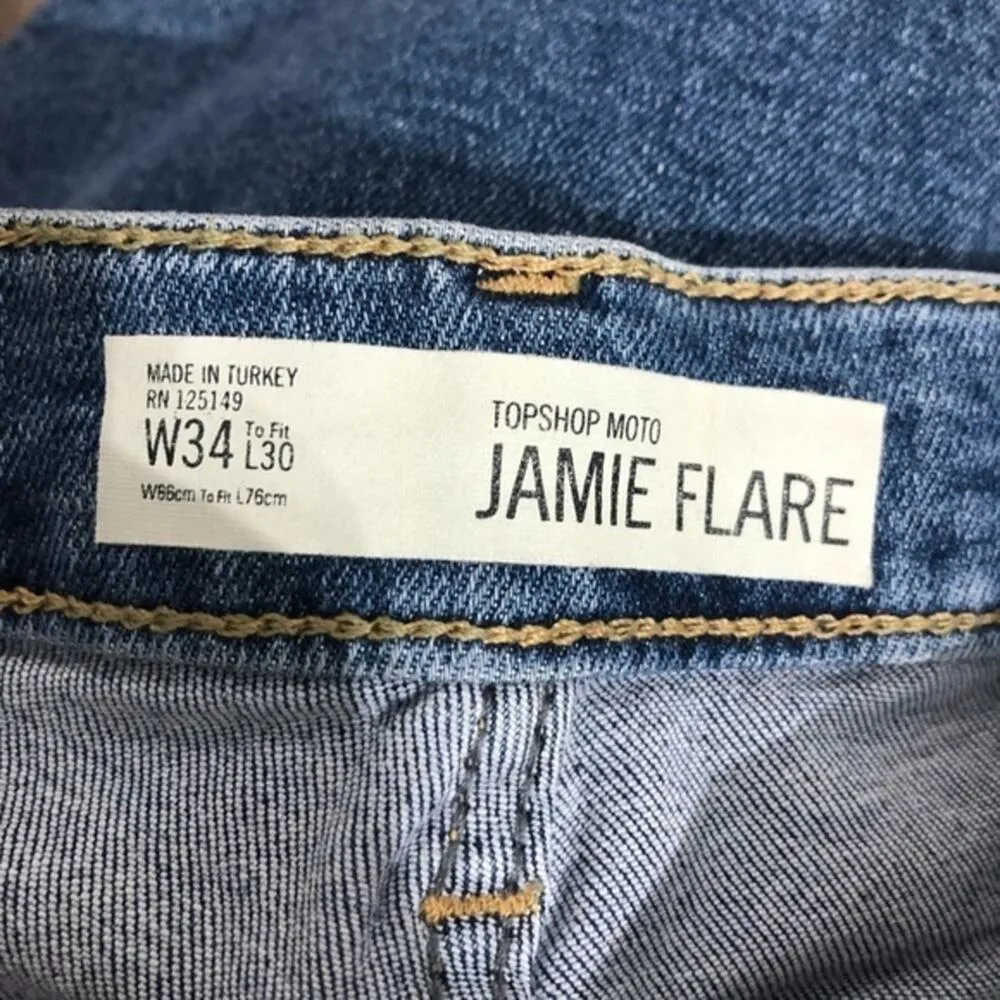 MADE IN TURKEY
RN 125149
W34 To Fit L30
W86cm To Fit L76cm
TOPSHOP MOTO
JAMIE FLARE